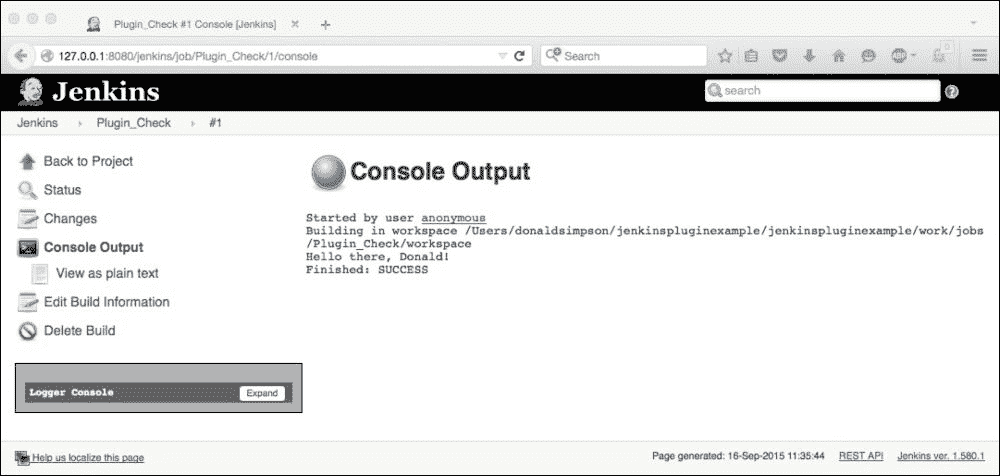 Plugin_Check #1 Console [Jenkins]
127.0.0.1:8080/jenkins/job/Plugin_Check/1/console
Search
Jenkins
search
Jenkins
Plugin_Check
#1
Back to Project
Status
Changes
Console Output
View as plain text
Edit Build Information
Delete Build
Logger Console
Expand
Console Output
Started by user anonymous
Building in workspace /Users/donaldsimpson/jenkinspluginexample/jenkinspluginexample/work/jobs
/Plugin_Check/workspace
Hello there, Donald!
Finished: SUCCESS
Help us localize this page
Page generated: 16-Sep-2015 11:35:44
REST API
Jenkins ver. 1.580.1